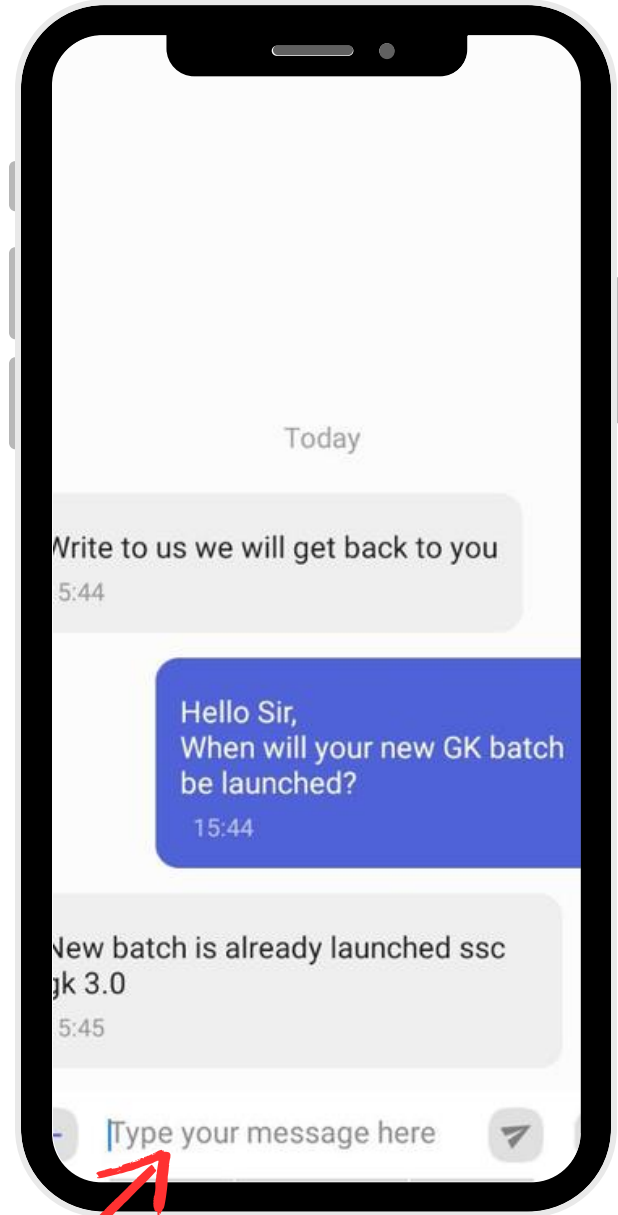 Today
Write to us we will get back to you
5:44
Hello Sir,
When will your new GK batch
be launched?
15:44
New batch is already launched ssc
gk 3.0
5:45
Type your message here